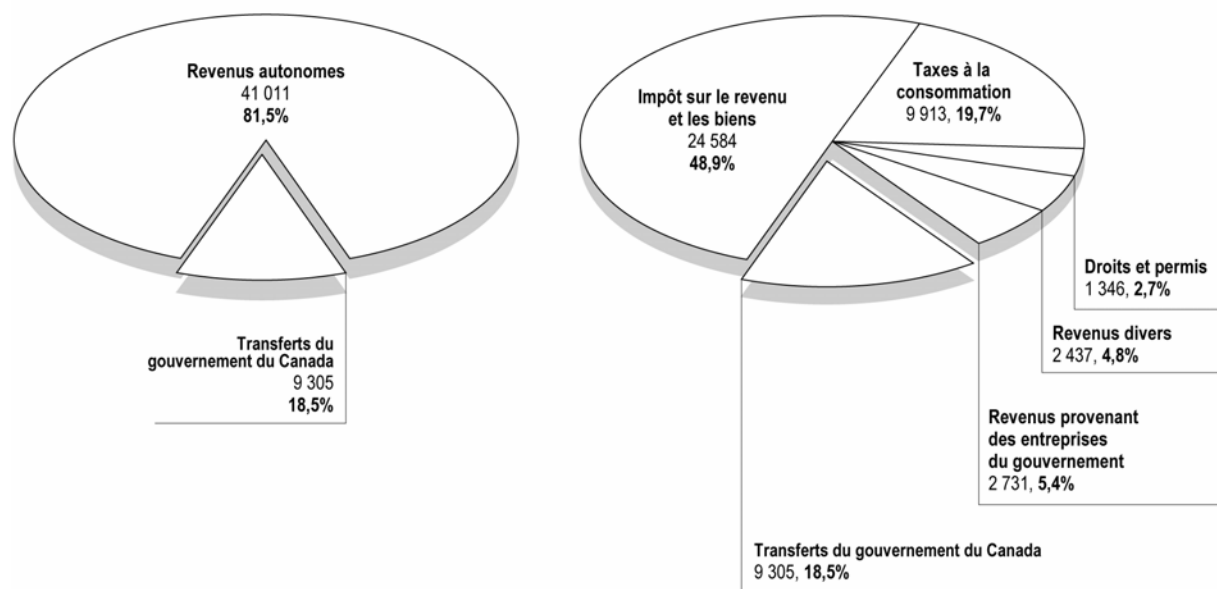 Revenus autonomes
41 011
81,5%
Transferts du
gouvernement du Canada
9 305
18,5%
Impôt sur le revenu
et les biens
24 584
48,9%
Taxes à la
consommation
9 913, 19,7%
Droits et permis
1 346, 2,7%
Revenus divers
2 437, 4,8%
Revenus provenant
des entreprises
du gouvernement
2 731, 5,4%
Transferts du gouvernement du Canada
9 305, 18,5%